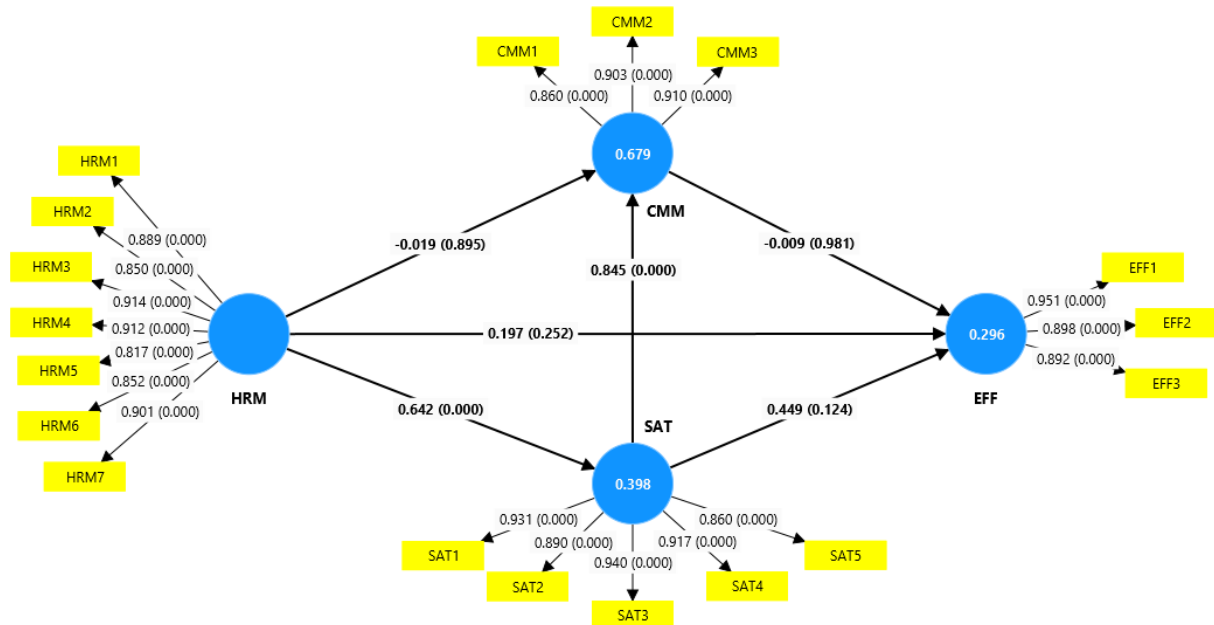 CMM2
CMM1
CMM3
0.903 (0.000)
0.860 (0.000)
0.910 (0.000)
0.679
CMM
HRM1
HRM2
HRM3
HRM4
HRM5
HRM6
HRM7
0.889 (0.000)
0.850 (0.000)
0.914 (0.000)
0.912 (0.000)
0.817 (0.000)
0.852 (0.000)
0.901 (0.000)
HRM
-0.019 (0.895)
-0.009 (0.981)
0.845 (0.000)
0.197 (0.252)
0.642 (0.000)
0.449 (0.124)
EFF1
EFF2
EFF3
0.951 (0.000)
0.898 (0.000)
0.892 (0.000)
0.296
EFF
SAT
0.398
0.931 (0.000)
0.890 (0.000)
0.940 (0.000)
0.917 (0.000)
0.860 (0.000)
SAT1
SAT2
SAT3
SAT4
SAT5